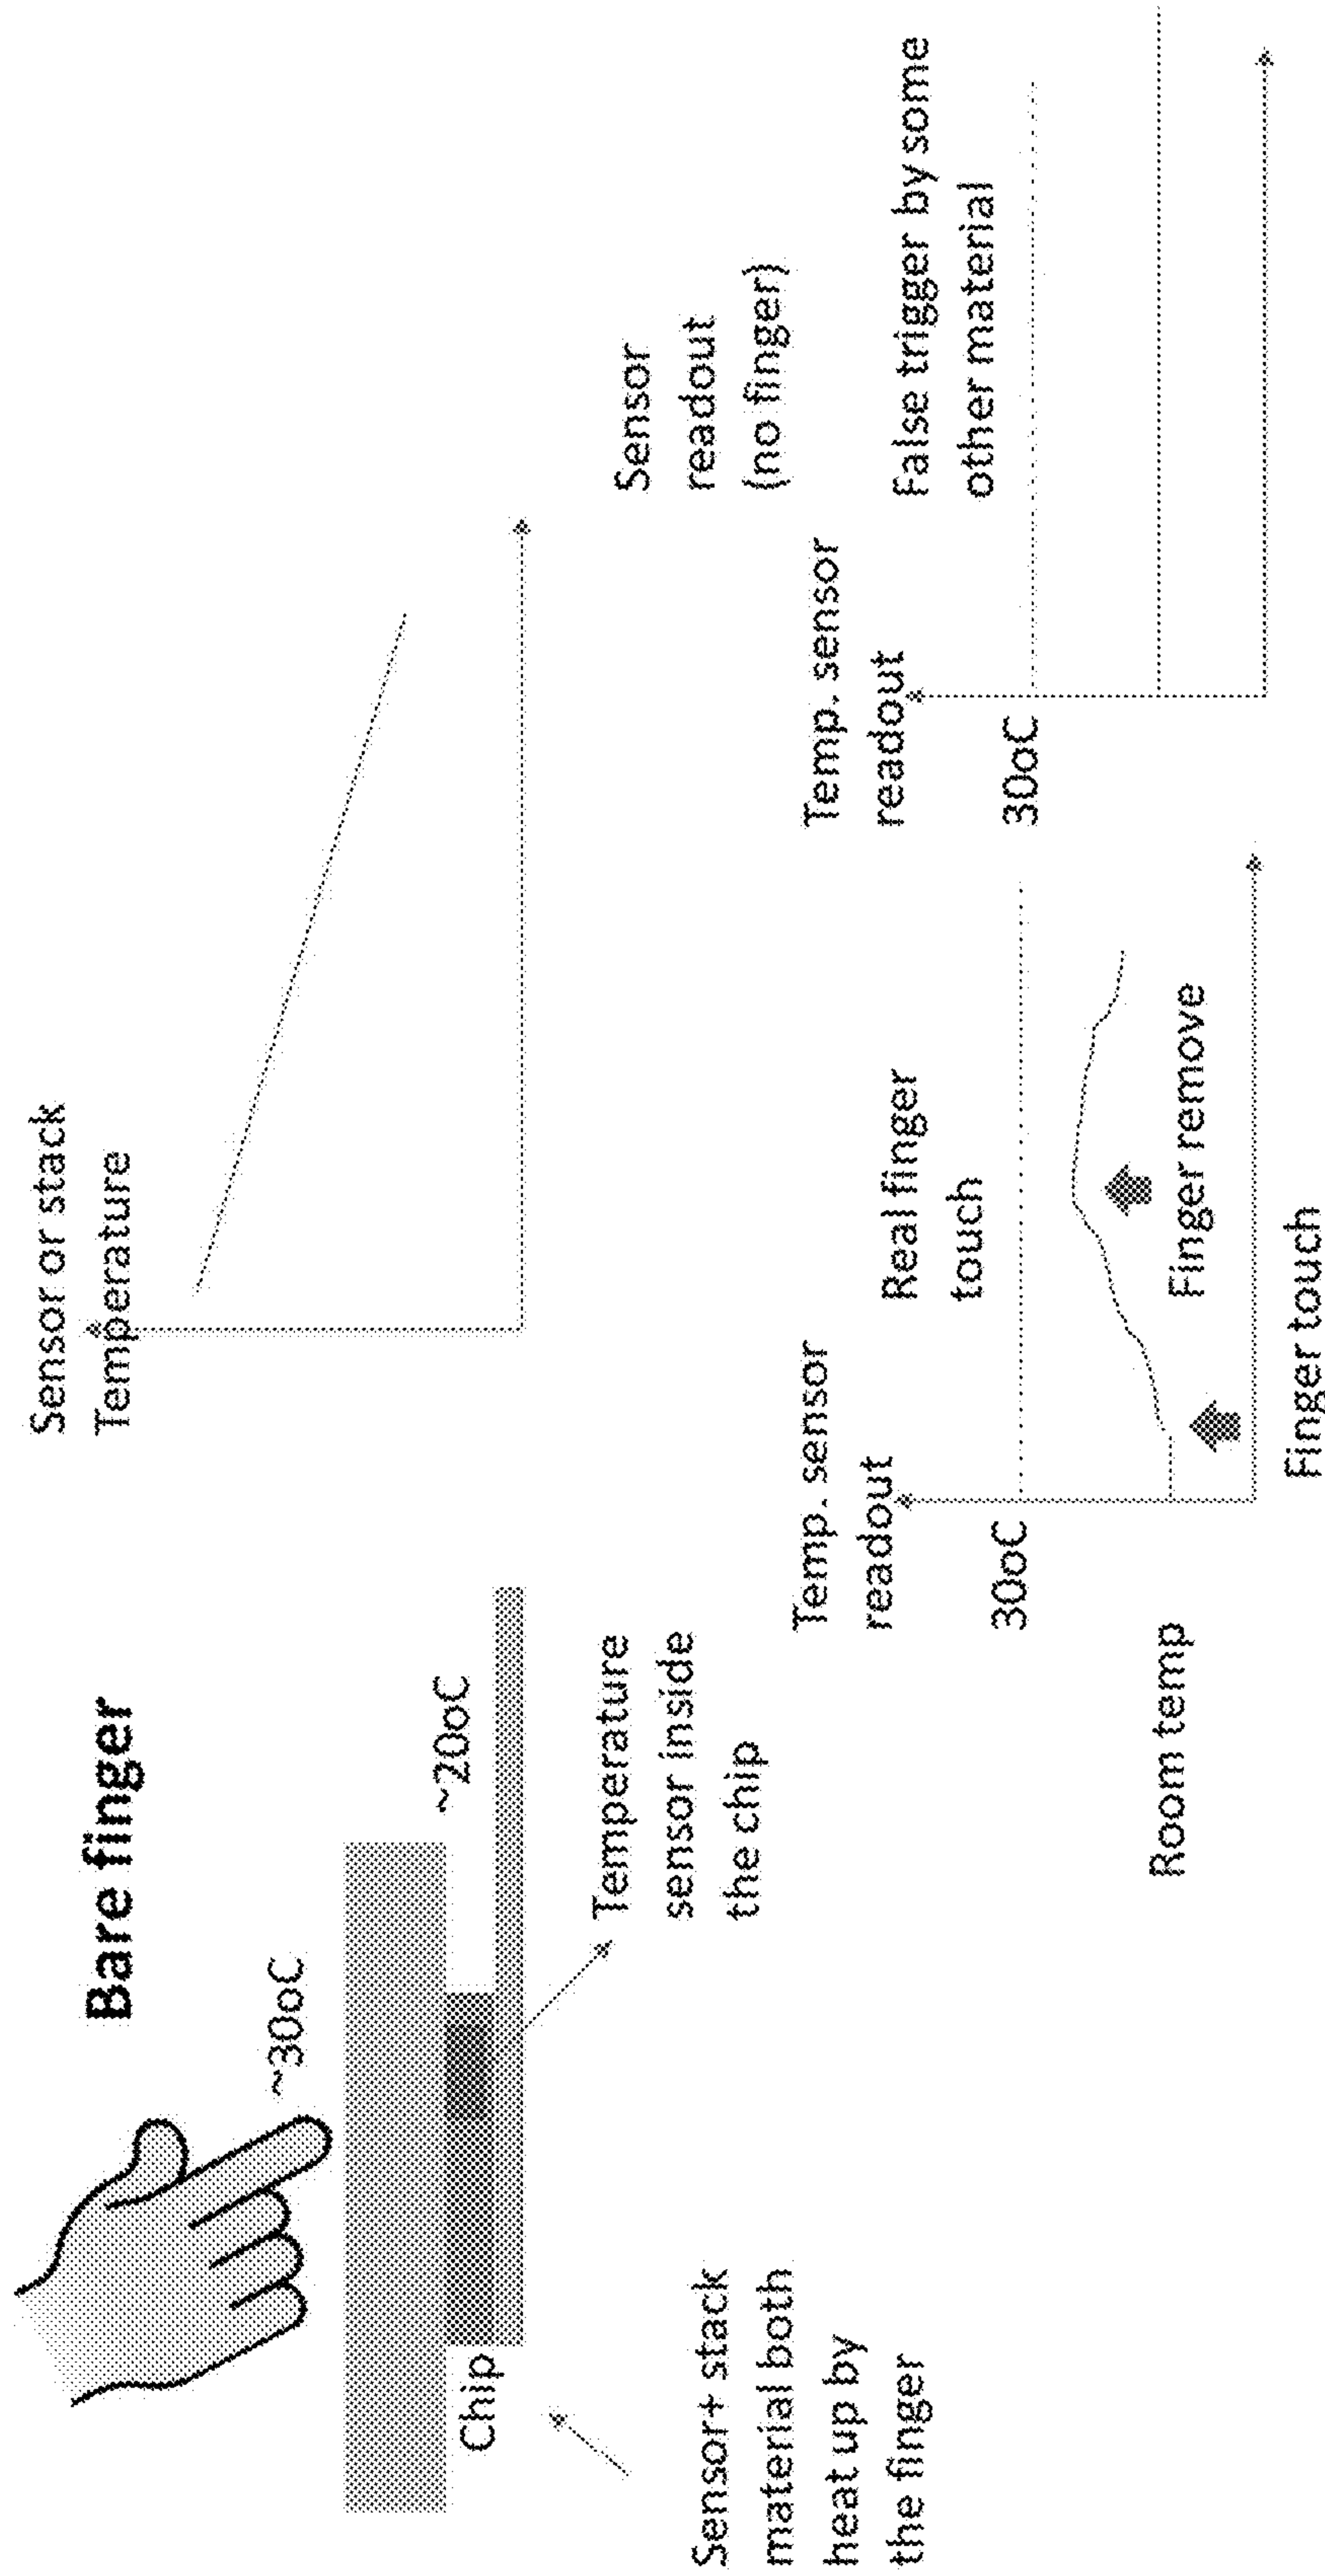 Bare finger
~30oC
~20oC
Chip
Temperature
sensor inside
the chip
Sensor+ stack
material both
heat up by
the finger
Sensor or stack
Temperature
Sensor
readout
(no finger)
Temp. sensor
readout
30oC
Room temp
Real finger
touch
Finger remove
Finger touch
Temp. sensor
readout
30oC
False trigger by some
other material